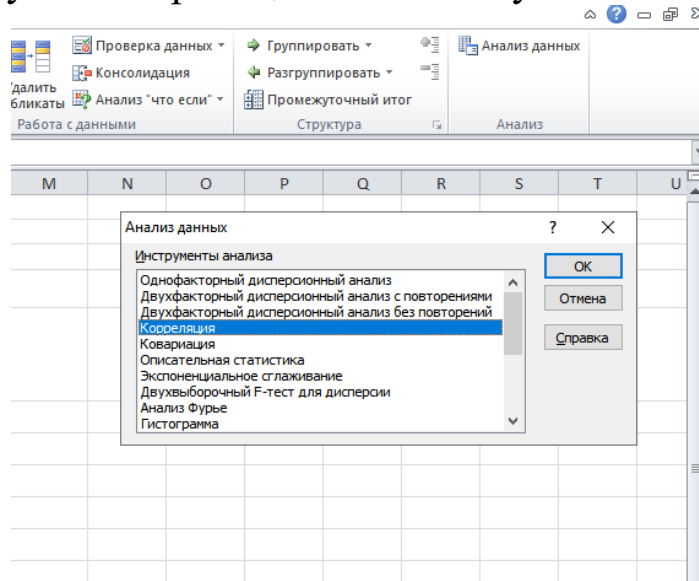 Проверка данных
Группировать
Анализ данных
Консолидация
Разгруппировать
далить
бликаты
Анализ "что если"
Промежуточный итог
Работа с данными
Структура
Анализ
M N O P Q R S T U
Анализ данных ? X
Инструменты анализа
Однофакторный дисперсионный анализ
Двухфакторный дисперсионный анализ с повторениями
Двухфакторный дисперсионный анализ без повторений
Корреляция
Ковариация
Описательная статистика
Экспоненциальное сглаживание
Двухвыборочный F-тест для дисперсии
Анализ Фурье
Гистограмма
OK
Отмена
Справка